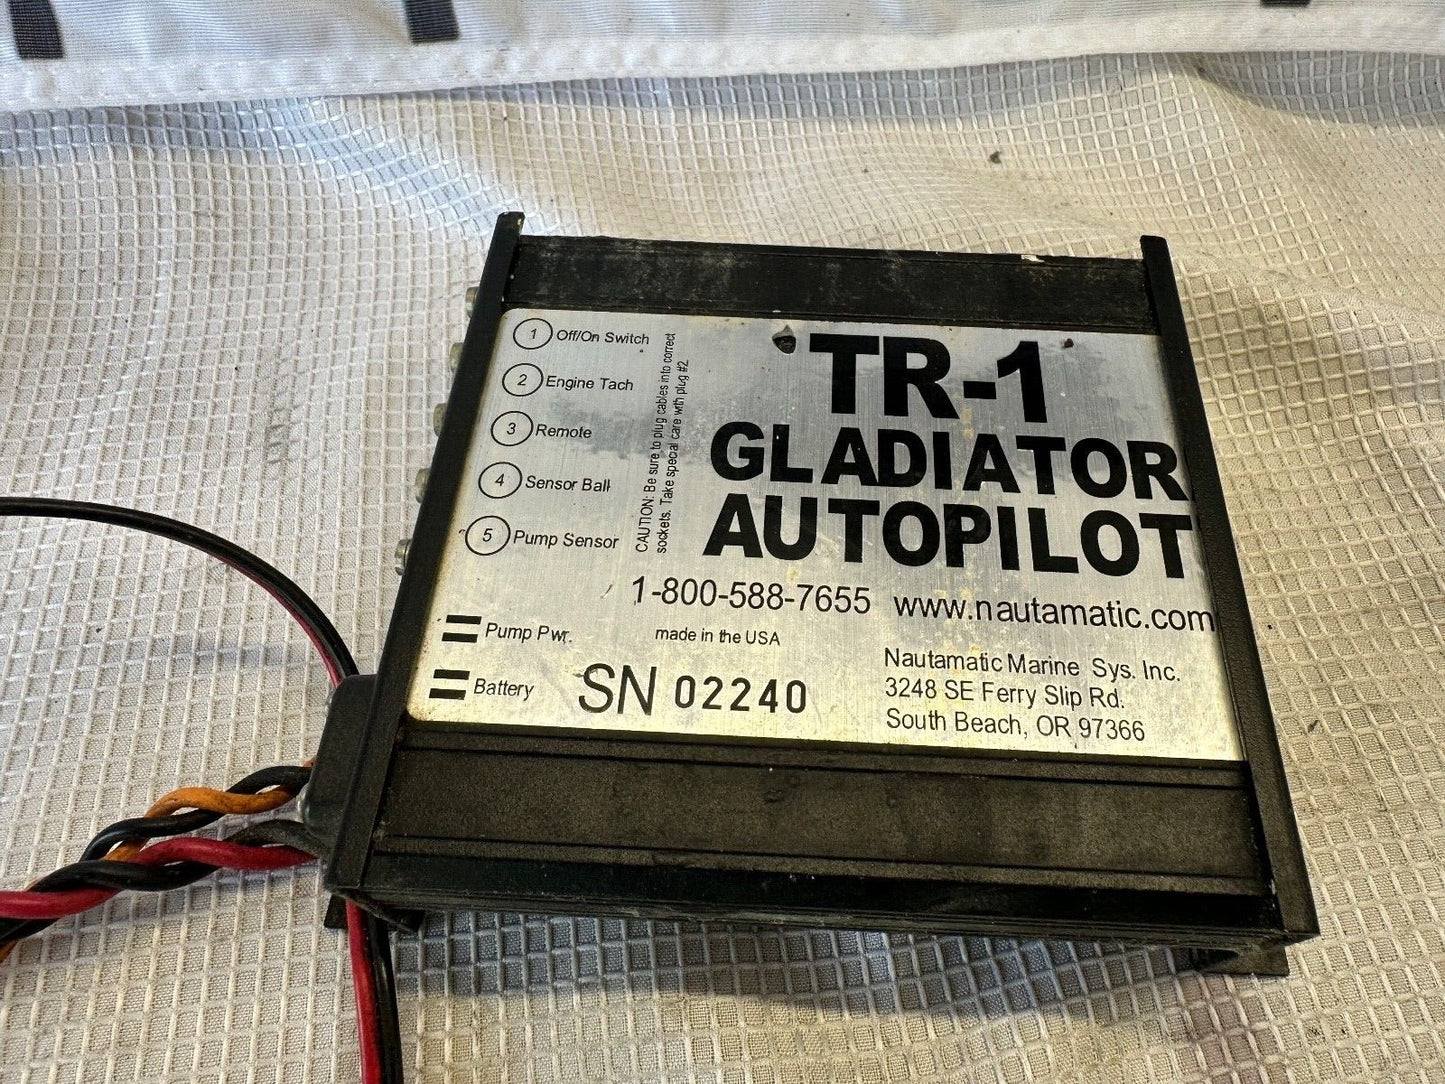 1 Off/On Switch
2 Engine Tach
3 Remote
4 Sensor Ball
5 Pump Sensor
CAUTION: Be sure to plug cables into correct
sockets. Take special care with plug #2
TR-1
GLADIATOR
AUTOPILOT
1-800-588-7655 www.nautamatic.com
Pump Pwr.
made in the USA
Battery
SN 02240
Nautamatic Marine Sys. Inc.
3248 SE Ferry Slip Rd.
South Beach, OR 97366